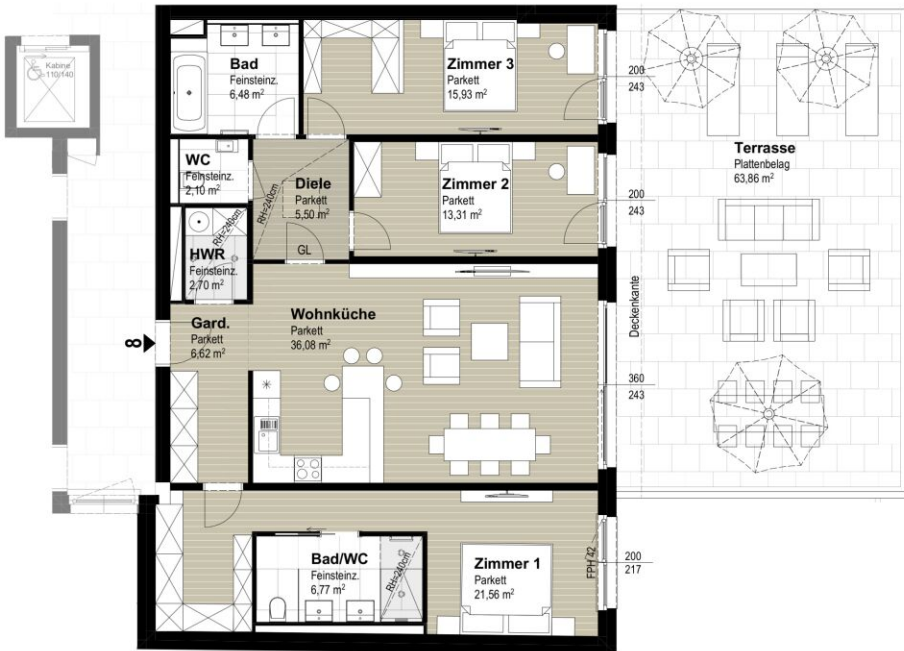 Kabine
110/140
Bad
Feinsteinz.
6,48 m²
Zimmer 3
Parkett
15,93 m²
200
243
Terrasse
Plattenbelag
63,86 m²
WC
Feinsteinz.
2,10 m²
RH=240cm
Diele
Parkett
5,50 m²
GL
Zimmer 2
Parkett
13,31 m²
200
243
HWR
Feinsteinz.
2,70 m²
RH=240cm
Deckenkante
Gard.
Parkett
6,62 m²
Wohnküche
Parkett
36,08 m²
8
360
243
Bad/WC
Feinsteinz.
6,77 m²
RH=240cm
Zimmer 1
Parkett
21,56 m²
FPH 42
200
217